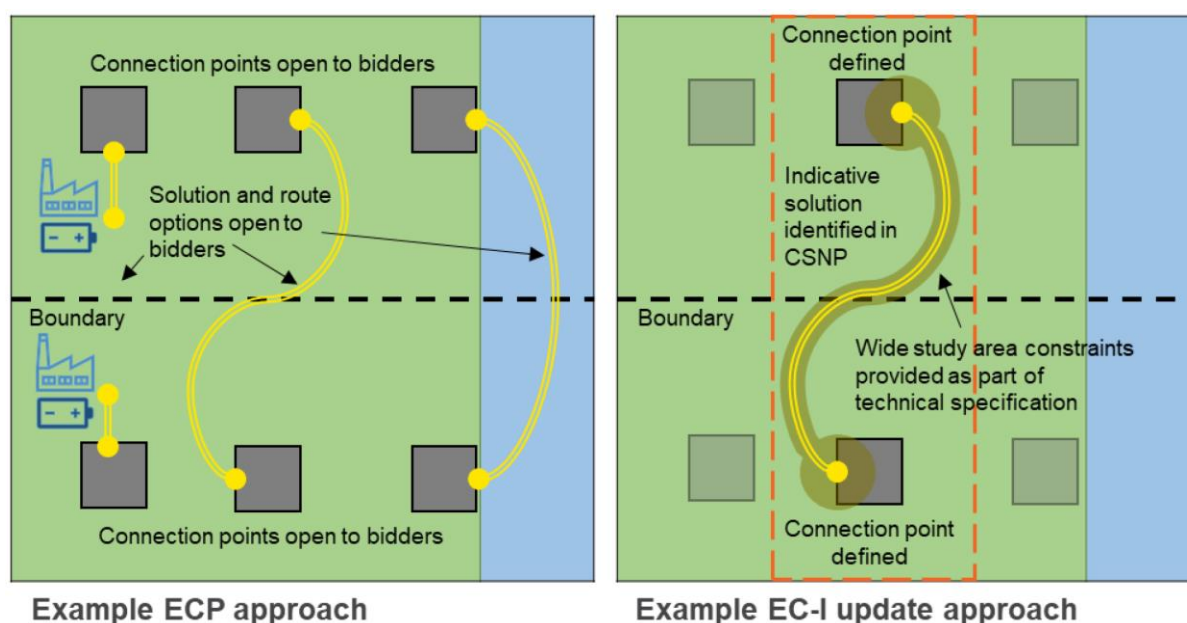 Connection points open to bidders
Solution and route
options open to
bidders
Boundary
Connection points open to bidders
Example ECP approach
Connection point
defined
Indicative
solution
identified in
CSNP
Boundary
Wide study area constraints
provided as part of
technical specification
Connection point
defined
Example EC-I update approach